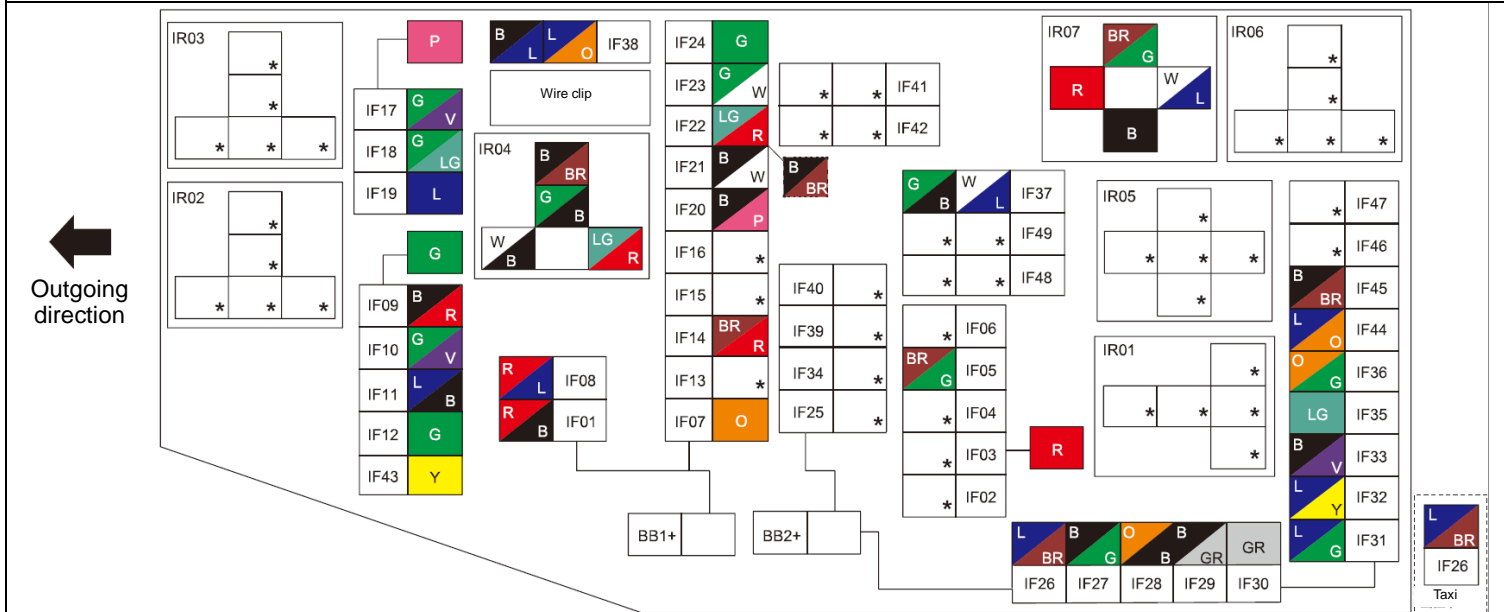 IR03
*
*
* * *
IR02
*
*
* * *
Outgoing
direction
P
IF17 G V
IF18 G LG
IF19 L
G
IF09 B R
IF10 G V
IF11 L B
IF12 G
IF43 Y
B L L O IF38
Wire clip
IR04
B BR
G B
W B LG R
R L IF08
R B IF01
IF24 G
IF23 G W
IF22 LG R
IF21 B W
B BR
IF20 B P
IF16 *
IF15 *
IF14 BR R
IF13 *
IF07 O
* * IF41
* * IF42
IF40 *
IF39 *
IF34 *
IF25 *
BB1+
BB2+
G B W L IF37
* * IF49
* * IF48
* IF06
BR G IF05
* IF04
* IF03 R
* IF02
IR07
BR G
R W L
B
IR06
*
*
* * *
IR05
*
* * *
*
IR01
*
* * *
*
* IF47
* IF46
B BR IF45
L O IF44
O G IF36
LG IF35
B V IF33
L Y IF32
L G IF31
L BR B G O B B GR GR
IF26 IF27 IF28 IF29 IF30
L BR
IF26
Taxi